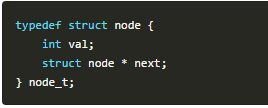 typedef struct node {
    int val;
    struct node * next;
} node_t;